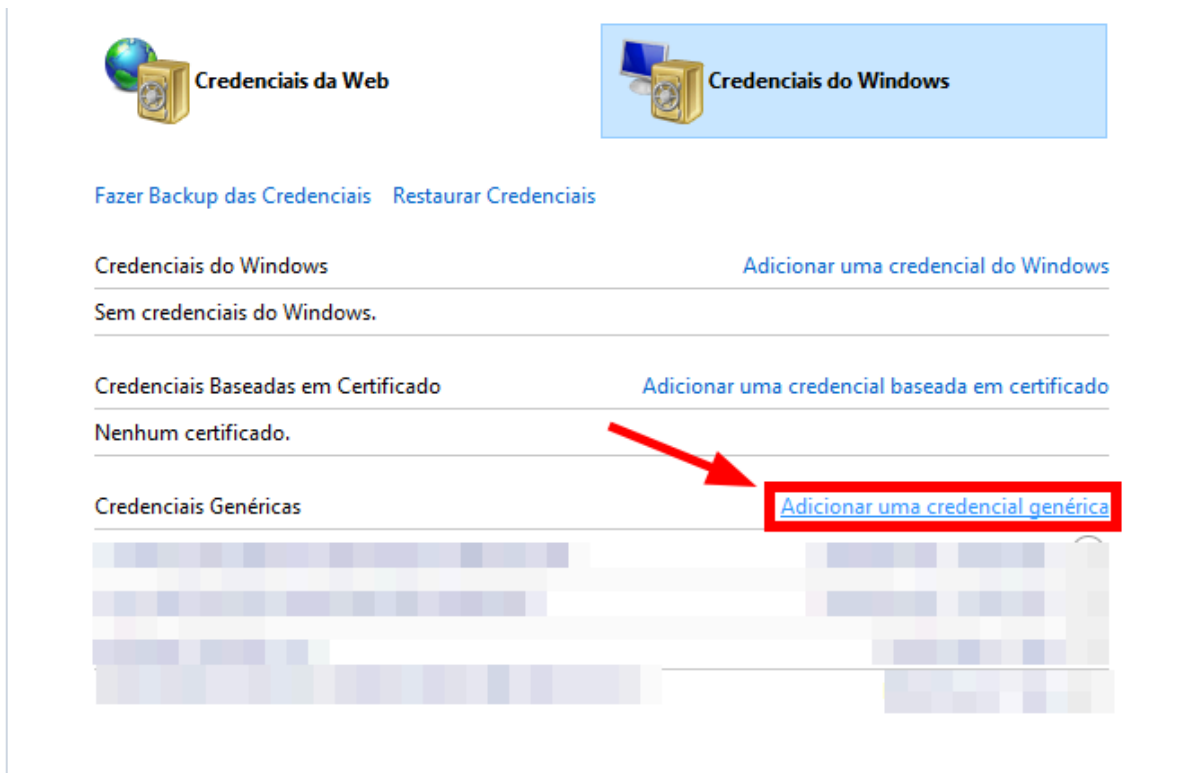 Credenciais da Web
Credenciais do Windows
Fazer Backup das Credenciais Restaurar Credenciais
Credenciais do Windows Adicionar uma credencial do Windows
Sem credenciais do Windows.
Credenciais Baseadas em Certificado Adicionar uma credencial baseada em certificado
Nenhum certificado.
Credenciais Genéricas Adicionar uma credencial genérica